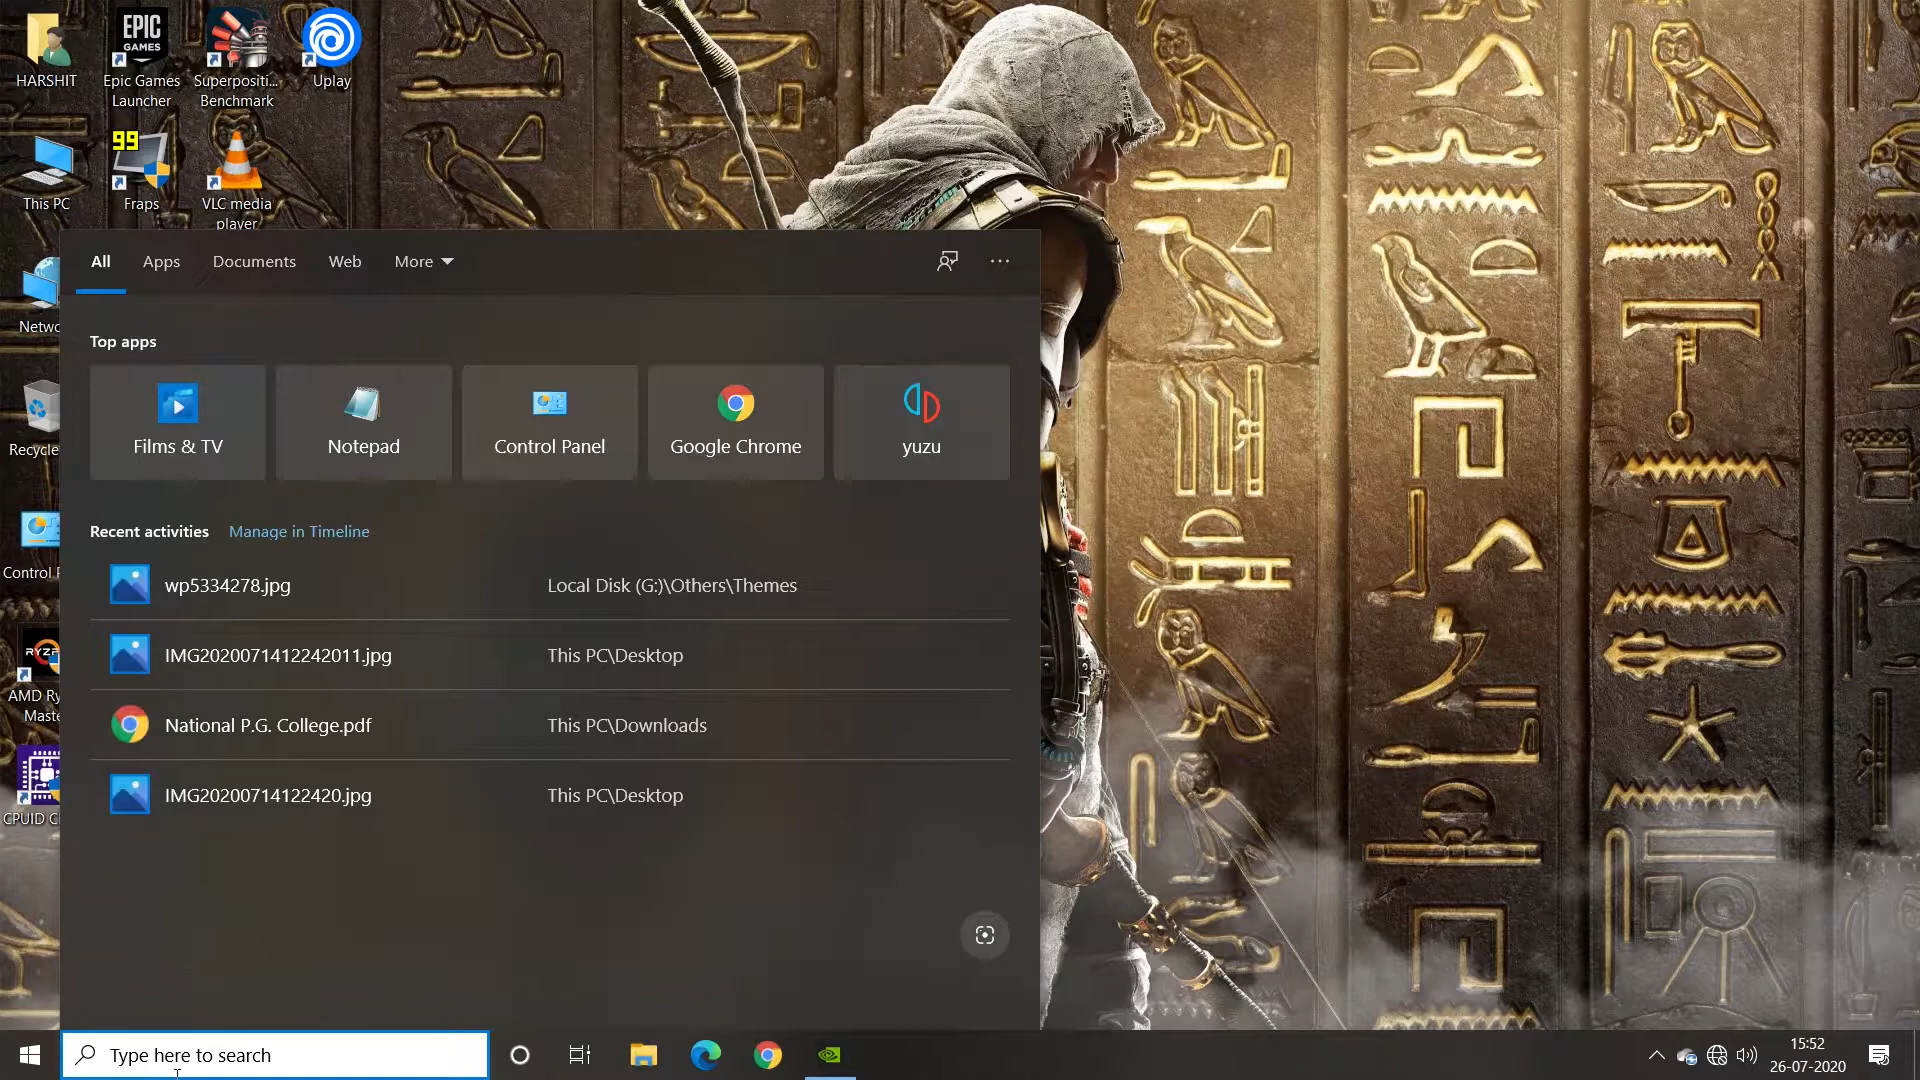 HARSHIT
EPIC
GAMES
Epic Games
Launcher
Superpositi...
Benchmark
Uplay
This PC
99
Fraps
VLC media
player
Netwo
Recycle
Control P
RYZE
AMD Ry
Maste
CPUID C
All
Apps
Documents
Web
More
Top apps
Films & TV
Notepad
Control Panel
Google Chrome
yuzu
Recent activities
Manage in Timeline
wp5334278.jpg
Local Disk (G:)\Others\Themes
IMG2020071412242011.jpg
This PC\Desktop
National P.G. College.pdf
This PC\Downloads
IMG20200714122420.jpg
This PC\Desktop
Type here to search
15:52
26-07-2020